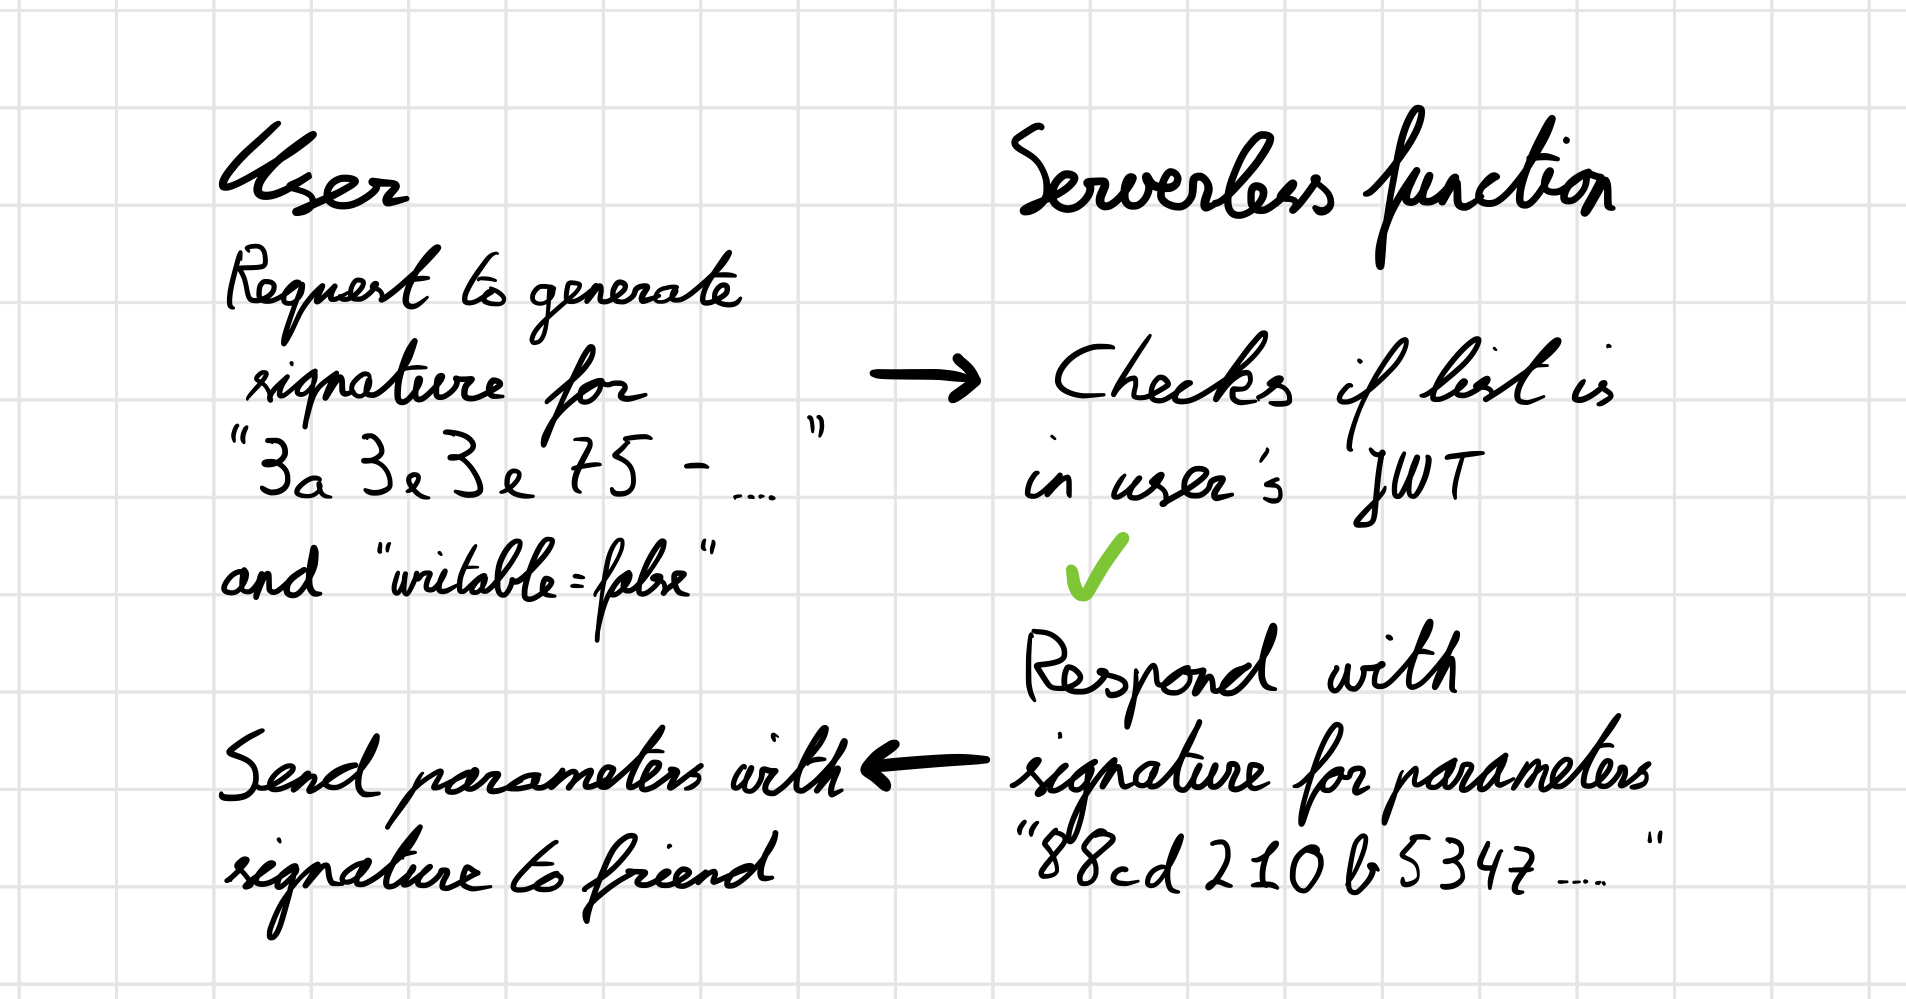 User
Request to generate
signature for
"3a3e3e75-....."
and "writable=false"
Send parameters with
signature to friend
Serverless function
Checks if list is
in user's JWT
Respond with
signature for parameters
"88cd210b5347....."